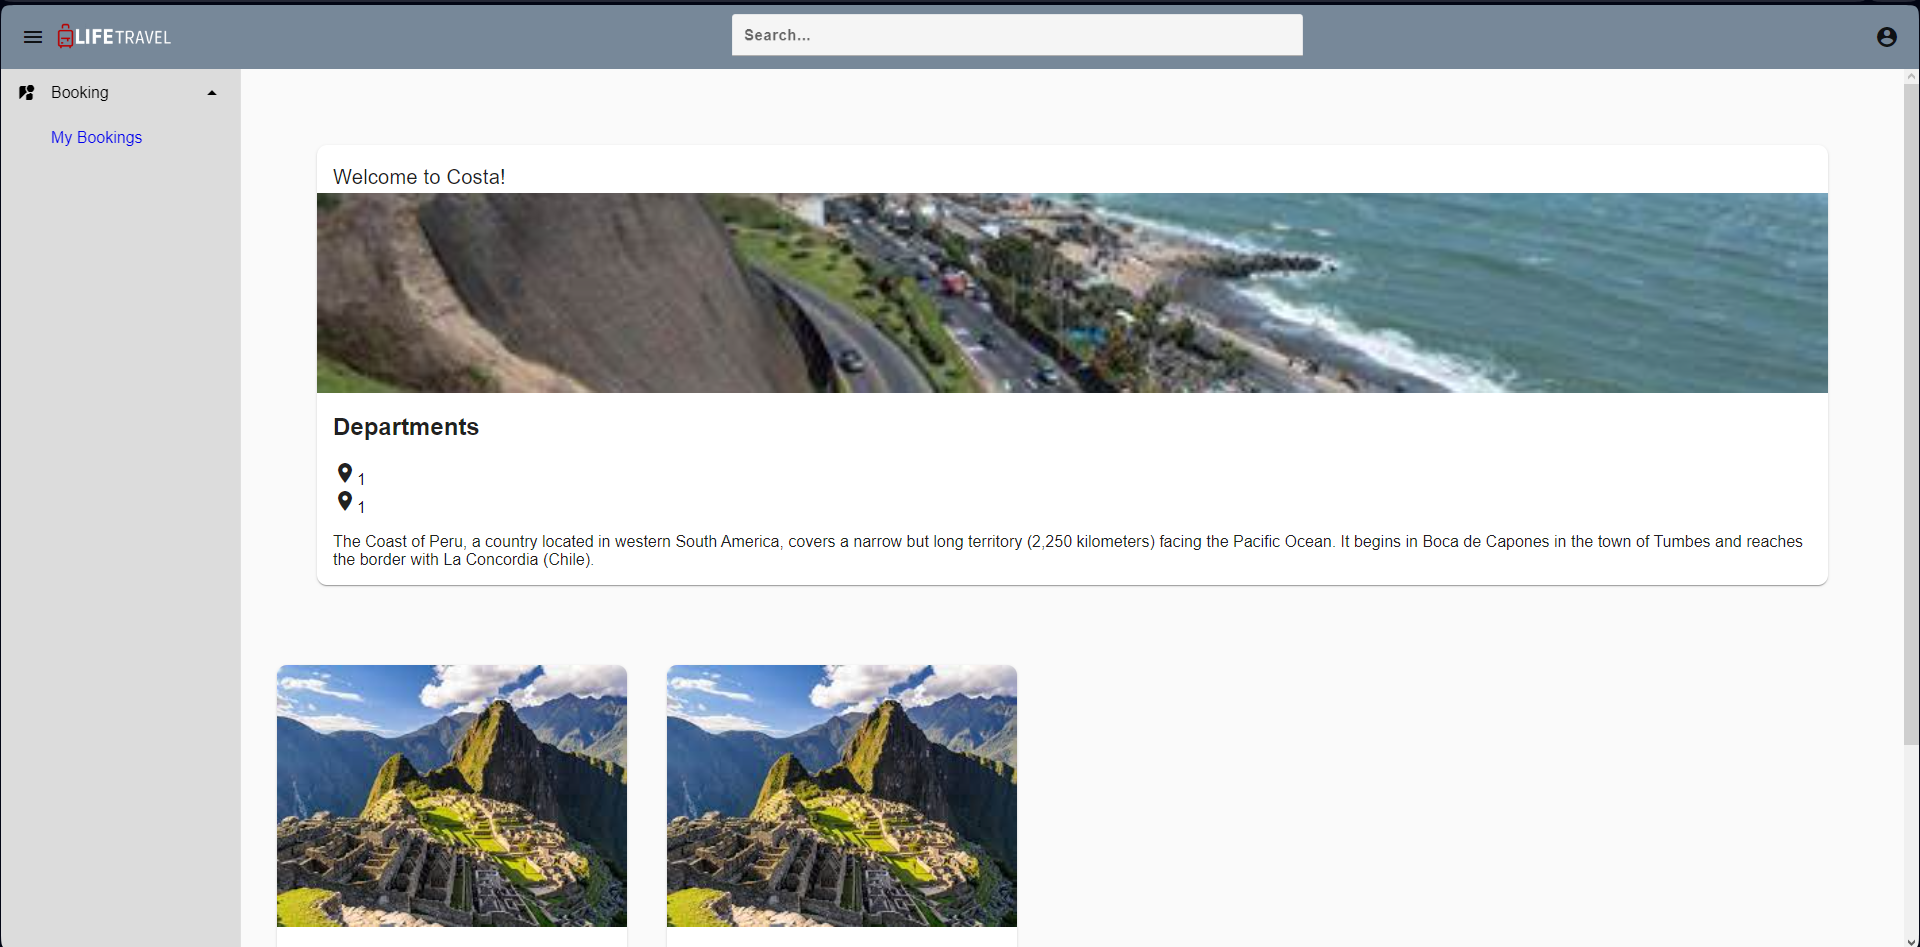 LIFETRAVEL
Search...
Booking
My Bookings
Welcome to Costa!
Departments
1
1
The Coast of Peru, a country located in western South America, covers a narrow but long territory (2,250 kilometers) facing the Pacific Ocean. It begins in Boca de Capones in the town of Tumbes and reaches
the border with La Concordia (Chile).